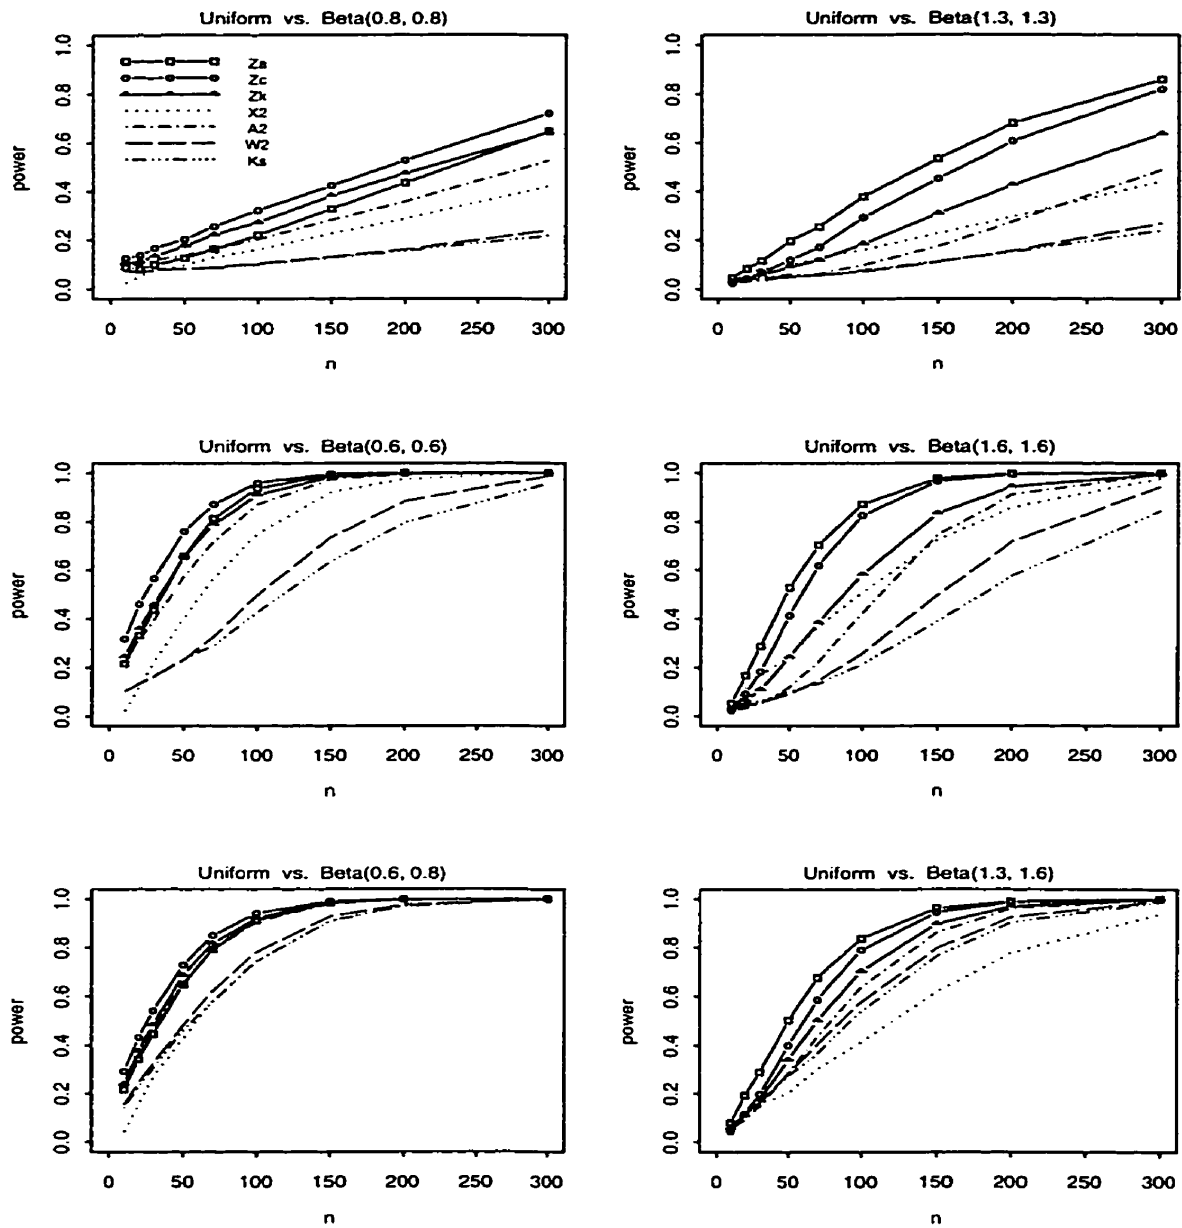 Uniform vs. Beta(0.8, 0.8)
power
0.0 0.2 0.4 0.6 0.8 1.0
Za
Zc
Zk
X2
A2
W2
Ks
0 50 100 150 200 250 300
n
Uniform vs. Beta(1.3, 1.3)
power
0.0 0.2 0.4 0.6 0.8 1.0
0 50 100 150 200 250 300
n
Uniform vs. Beta(0.6, 0.6)
power
0.0 0.2 0.4 0.6 0.8 1.0
0 50 100 150 200 250 300
n
Uniform vs. Beta(1.6, 1.6)
power
0.0 0.2 0.4 0.6 0.8 1.0
0 50 100 150 200 250 300
n
Uniform vs. Beta(0.6, 0.8)
power
0.0 0.2 0.4 0.6 0.8 1.0
0 50 100 150 200 250 300
n
Uniform vs. Beta(1.3, 1.6)
power
0.0 0.2 0.4 0.6 0.8 1.0
0 50 100 150 200 250 300
n